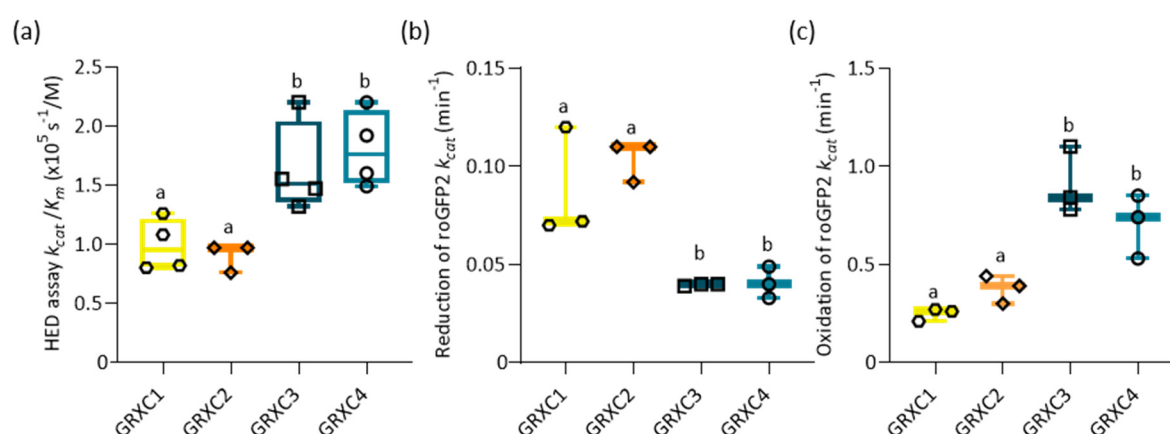 (a)
HED assay kcat/Km (x10⁵ s⁻¹/M)
2.5
2.0
1.5
1.0
0.5
0
a
a
b
b
GRXC1
GRXC2
GRXC3
GRXC4
(b)
Reduction of roGFP2 kcat (min⁻¹)
0.15
0.10
0.05
0.00
a
a
b
b
GRXC1
GRXC2
GRXC3
GRXC4
(c)
Oxidation of roGFP2 kcat (min⁻¹)
1.5
1.0
0.5
0
a
a
b
b
GRXC1
GRXC2
GRXC3
GRXC4